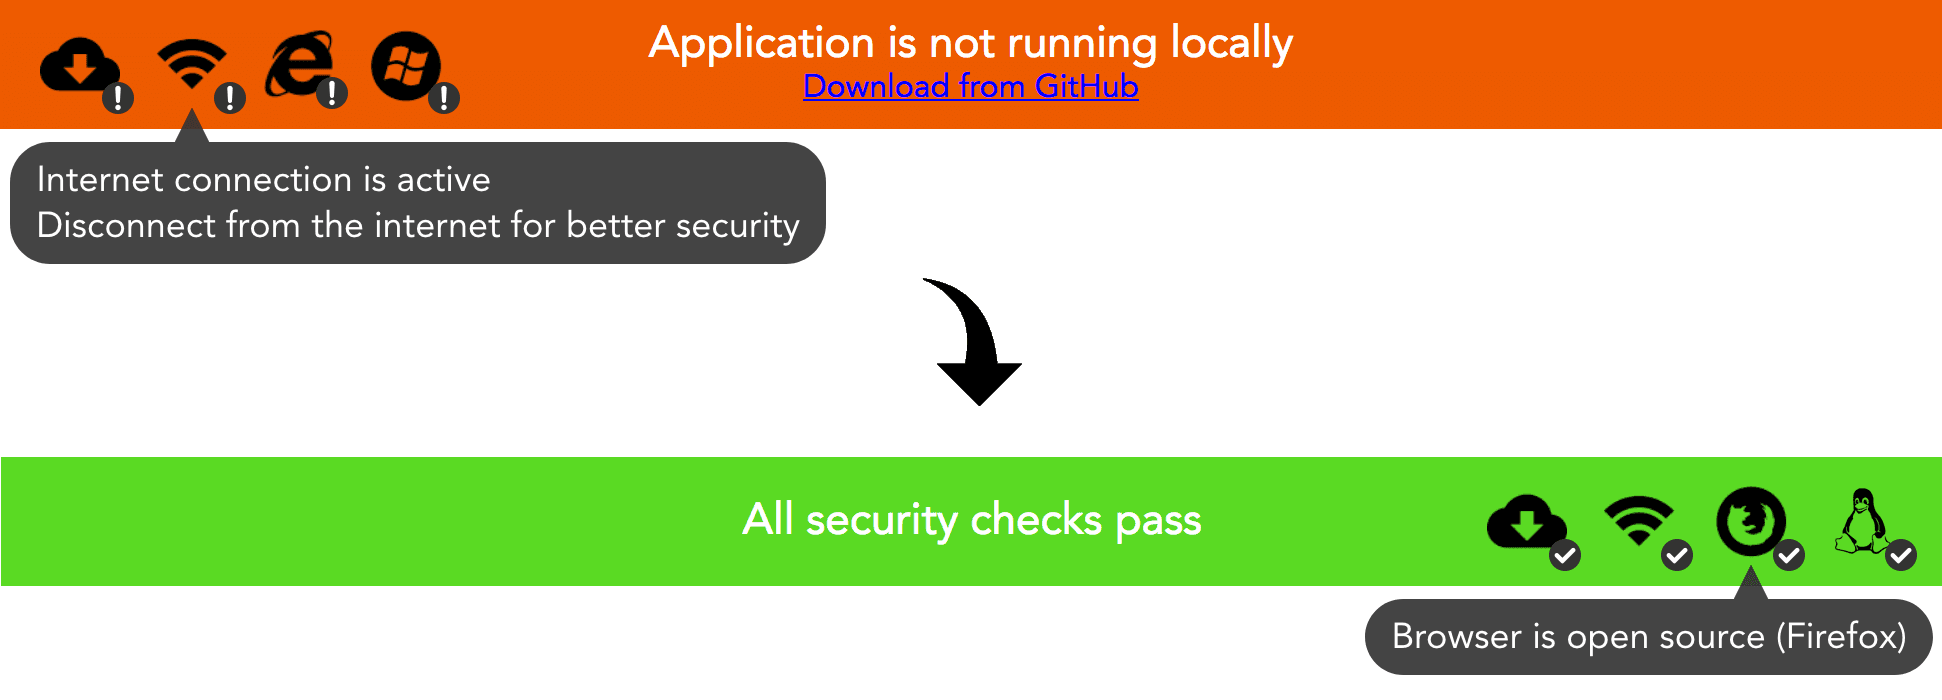 Application is not running locally
Download from GitHub
Internet connection is active
Disconnect from the internet for better security
All security checks pass
Browser is open source (Firefox)